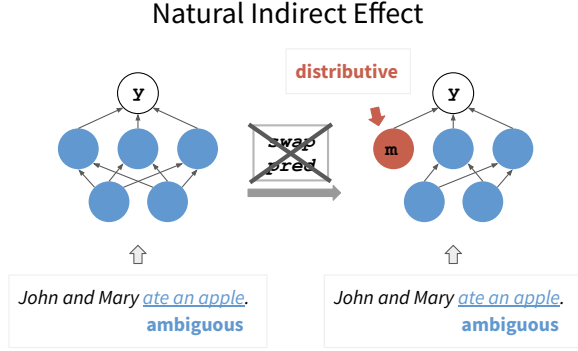 Natural Indirect Effect
distributive
y
y
swap
pred
m
John and Mary ate an apple.
ambiguous
John and Mary ate an apple.
ambiguous